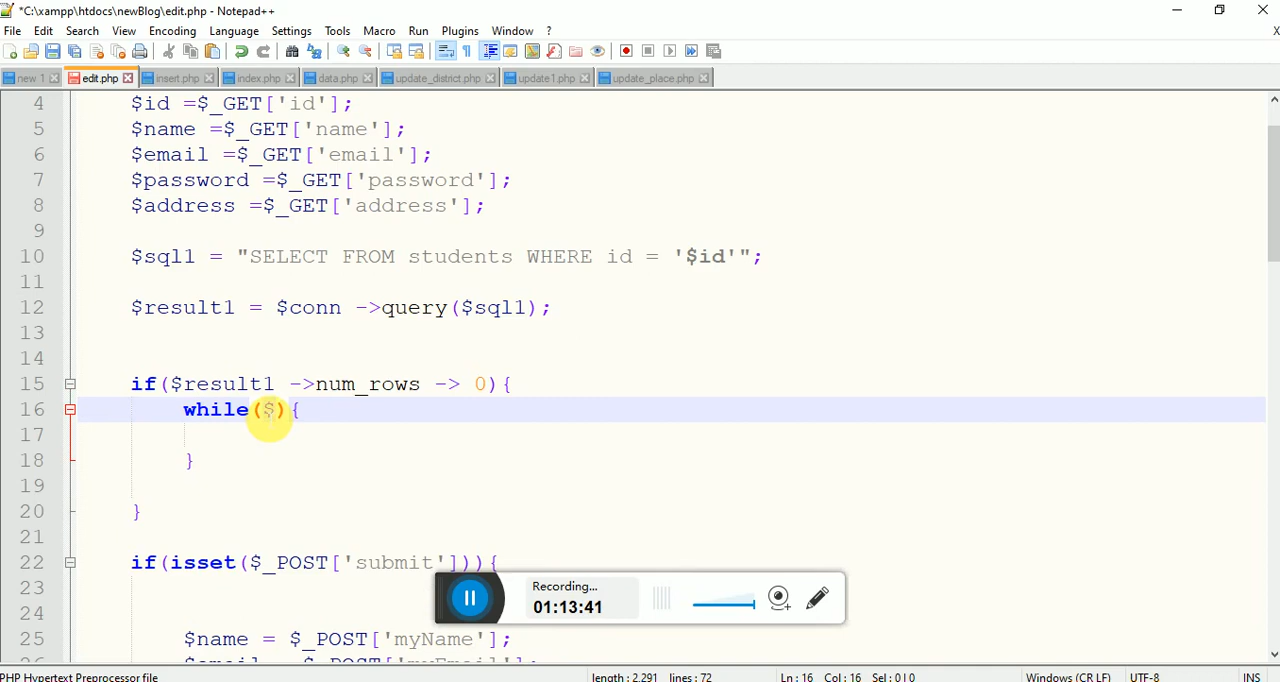 *C:\xampp\htdocs\newBlog\edit.php - Notepad++
File Edit Search View Encoding Language Settings Tools Macro Run Plugins Window ? X
new 1 edit.php insert.php index.php data.php update_district.php update1.php update_place.php
4 $id =$_GET['id'];
5 $name =$_GET['name'];
6 $email =$_GET['email'];
7 $password =$_GET['password'];
8 $address =$_GET['address'];
9
10 $sql1 = "SELECT FROM students WHERE id = '$id'";
11
12 $result1 = $conn ->query($sql1);
13
14
15 if($result1 ->num_rows -> 0){
16 while($){
17
18 }
19
20 }
21
22 if(isset($_POST['submit'])){
23
24
25 $name = $_POST['myName'];
26 $email = $_POST['myEmail'];
Recording...
01:13:41
PHP Hypertext Preprocessor file length : 2,291 lines : 72 Ln : 16 Col : 16 Sel : 0 | 0 Windows (CR LF) UTF-8 INS